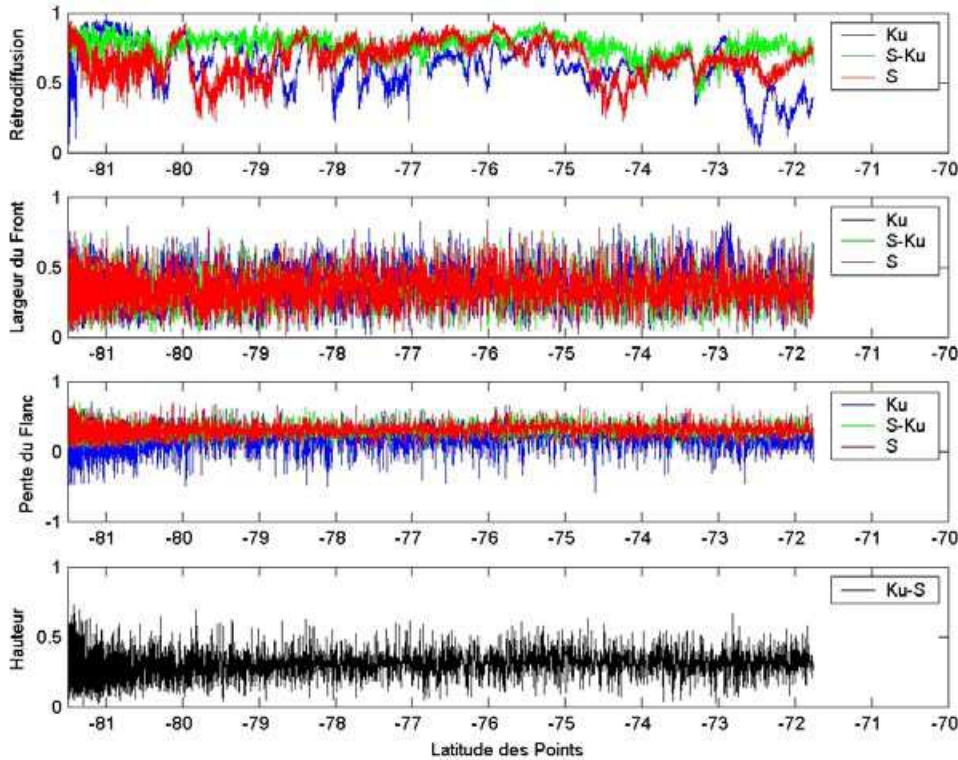 Rétrodiffusion
1
0.5
0
Ku
S-Ku
S
-81 -80 -79 -78 -77 -76 -75 -74 -73 -72 -71 -70
Largeur du Front
1
0.5
0
Ku
S-Ku
S
-81 -80 -79 -78 -77 -76 -75 -74 -73 -72 -71 -70
Pente du Flanc
1
0
-1
Ku
S-Ku
S
-81 -80 -79 -78 -77 -76 -75 -74 -73 -72 -71 -70
Hauteur
1
0.5
0
Ku-S
-81 -80 -79 -78 -77 -76 -75 -74 -73 -72 -71 -70
Latitude des Points